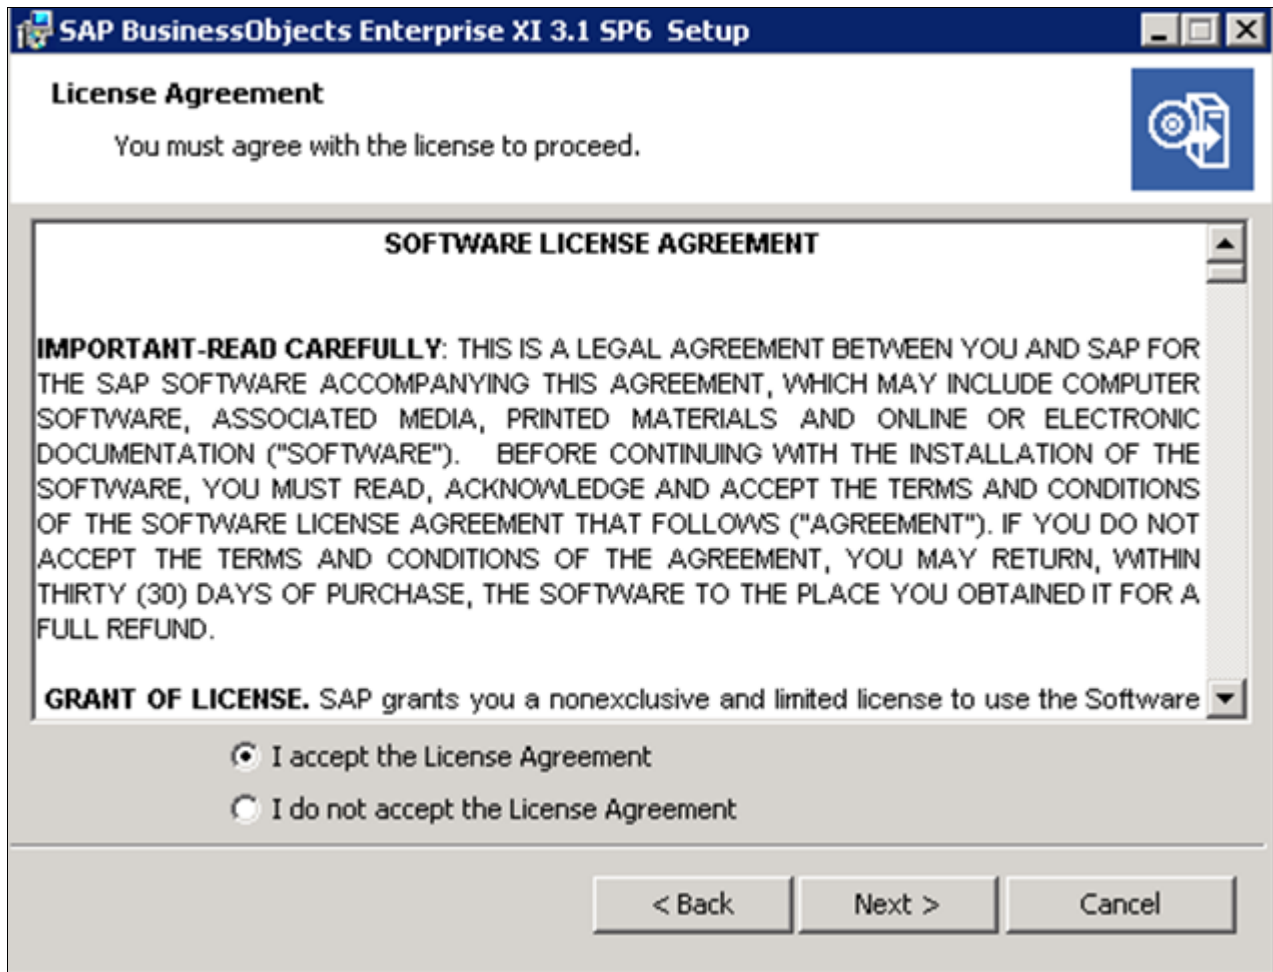 SAP BusinessObjects Enterprise XI 3.1 SP6 Setup
License Agreement
You must agree with the license to proceed.
SOFTWARE LICENSE AGREEMENT
IMPORTANT-READ CAREFULLY: THIS IS A LEGAL AGREEMENT BETWEEN YOU AND SAP FOR
THE SAP SOFTWARE ACCOMPANYING THIS AGREEMENT, WHICH MAY INCLUDE COMPUTER
SOFTWARE, ASSOCIATED MEDIA, PRINTED MATERIALS AND ONLINE OR ELECTRONIC
DOCUMENTATION ("SOFTWARE"). BEFORE CONTINUING WITH THE INSTALLATION OF THE
SOFTWARE, YOU MUST READ, ACKNOWLEDGE AND ACCEPT THE TERMS AND CONDITIONS
OF THE SOFTWARE LICENSE AGREEMENT THAT FOLLOWS ("AGREEMENT"). IF YOU DO NOT
ACCEPT THE TERMS AND CONDITIONS OF THE AGREEMENT, YOU MAY RETURN, WITHIN
THIRTY (30) DAYS OF PURCHASE, THE SOFTWARE TO THE PLACE YOU OBTAINED IT FOR A
FULL REFUND.
GRANT OF LICENSE. SAP grants you a nonexclusive and limited license to use the Software
I accept the License Agreement
I do not accept the License Agreement
< Back
Next >
Cancel